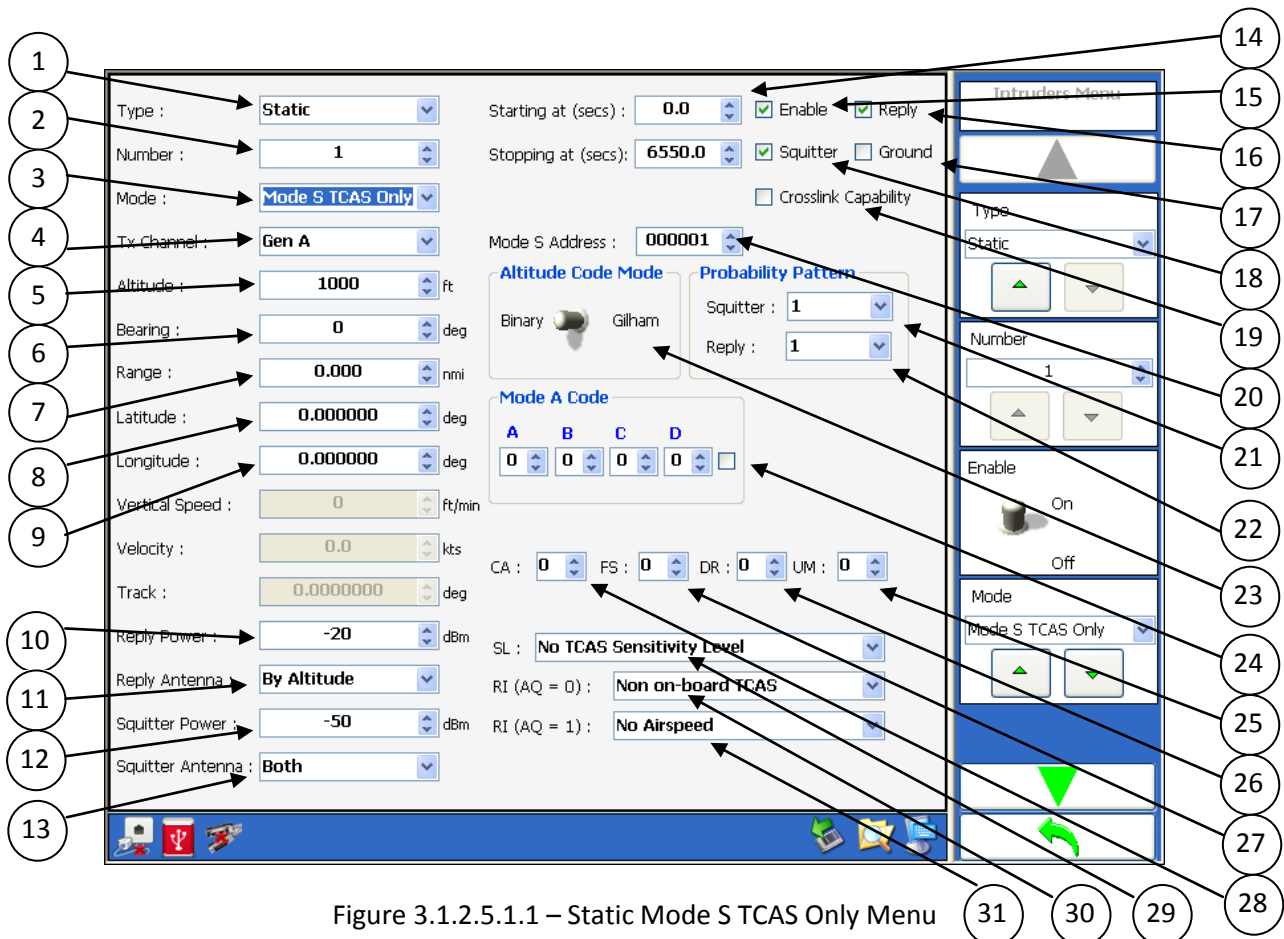 1
2
3
4
5
6
7
8
9
10
11
12
13
14
15
16
17
18
19
20
21
22
23
24
25
26
27
28
29
30
31
Type : Static
Number : 1
Mode : Mode S TCAS Only
Tx Channel : Gen A
Altitude : 1000 ft
Bearing : 0 deg
Range : 0.000 nmi
Latitude : 0.000000 deg
Longitude : 0.000000 deg
Vertical Speed : 0 ft/min
Velocity : 0.0 kts
Track : 0.0000000 deg
Reply Power : -20 dBm
Reply Antenna : By Altitude
Squitter Power : -50 dBm
Squitter Antenna : Both
Starting at (secs) : 0.0 Enable Reply
Stopping at (secs): 6550.0 Squitter Ground
Crosslink Capability
Mode S Address : 000001
Altitude Code Mode
Binary Gilham
Probability Pattern
Squitter : 1
Reply : 1
Mode A Code
A B C D
0 0 0 0
CA : 0 FS : 0 DR : 0 UM : 0
SL : No TCAS Sensitivity Level
RI (AQ = 0) : Non on-board TCAS
RI (AQ = 1) : No Airspeed
Intruders Menu
Type
Static
Number
1
Enable
On
Off
Mode
Mode S TCAS Only
Figure 3.1.2.5.1.1 – Static Mode S TCAS Only Menu